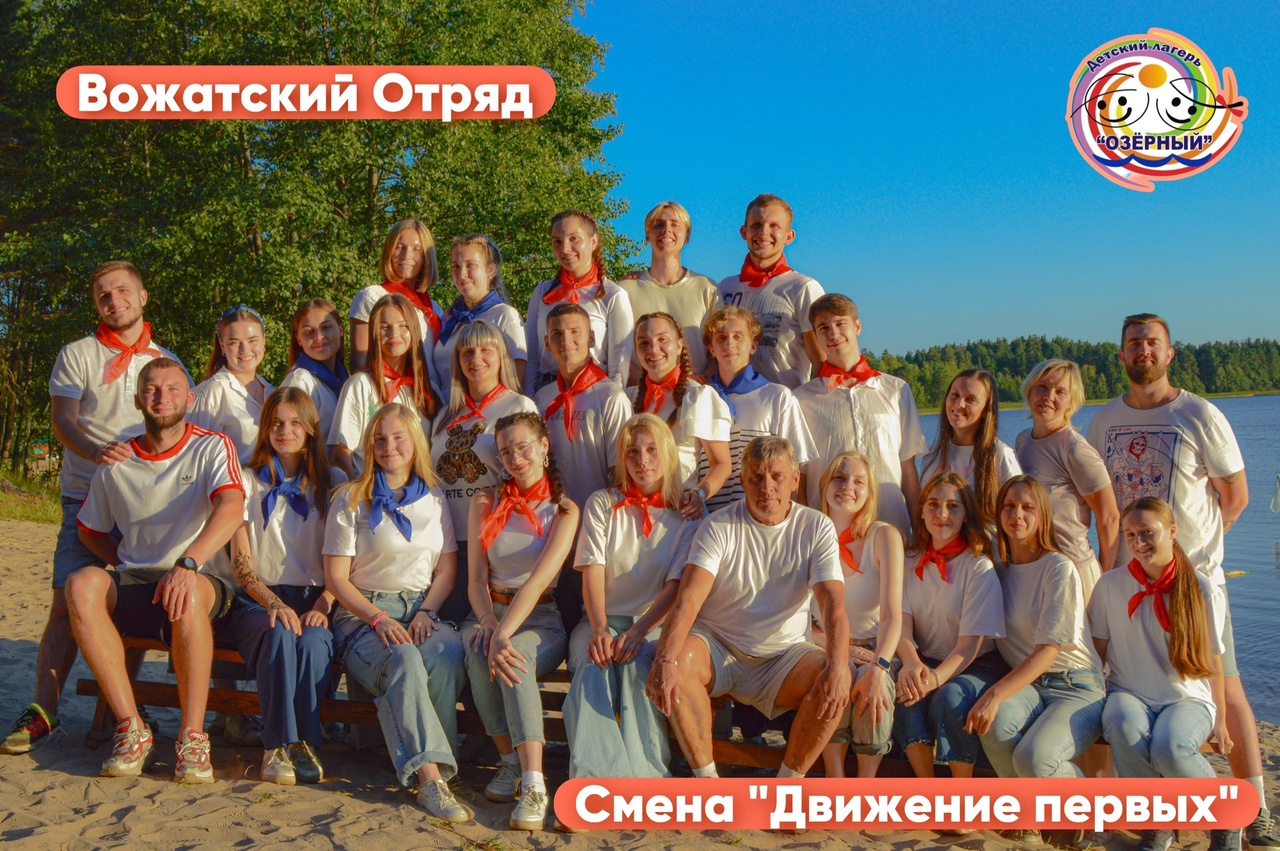 Вожатский Отряд
Детский лагерь
"ОЗЁРНЫЙ"
Смена "Движение первых"